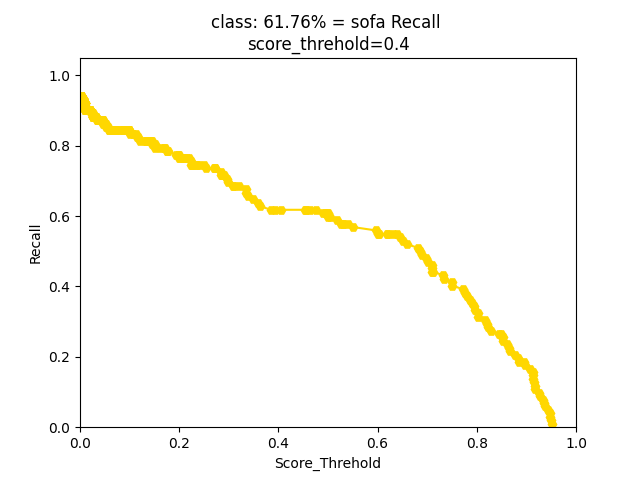 class: 61.76% = sofa Recall
score_threhold=0.4
1.0
0.8
0.6
0.4
0.2
0.0
Recall
0.0 0.2 0.4 0.6 0.8 1.0
Score_Threhold